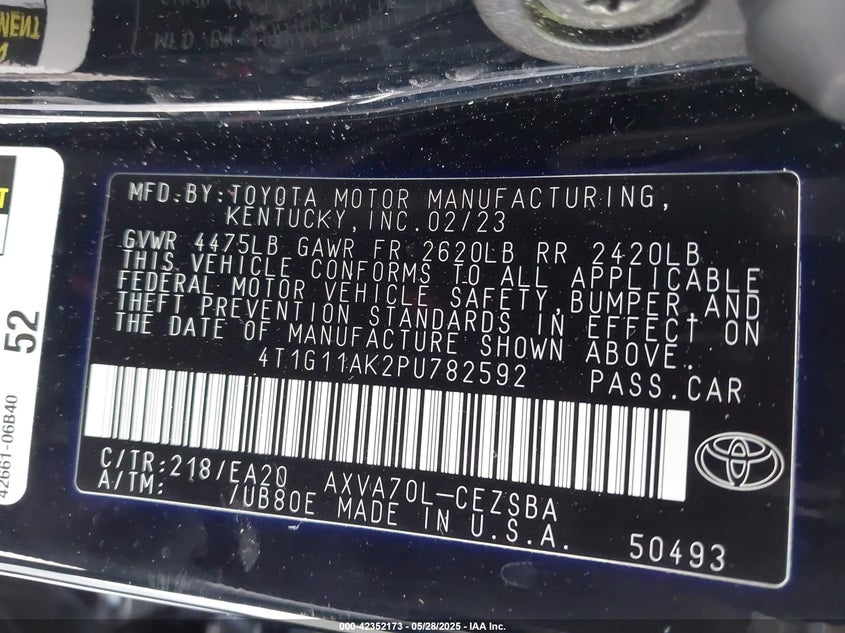 MFD.BY:TOYOTA MOTOR MANUFACTURING,
KENTUCKY,INC.02/23
GVWR 4475LB GAWR FR 2620LB RR 2420LB
THIS VEHICLE CONFORMS TO ALL APPLICABLE
FEDERAL MOTOR VEHICLE SAFETY,BUMPER,AND
THEFT PREVENTION STANDARDS IN EFFECT ON
THE DATE OF MANUFACTURE SHOWN ABOVE.
4T1G11AK2PU782592 PASS.CAR
C/TR:218/EA20 AXVA70L-CEZSBA
A/TM: /UB80E MADE IN U.S.A.
50493
52
42661-06B40
000-42352173 - 05/28/2025 - IAA Inc.